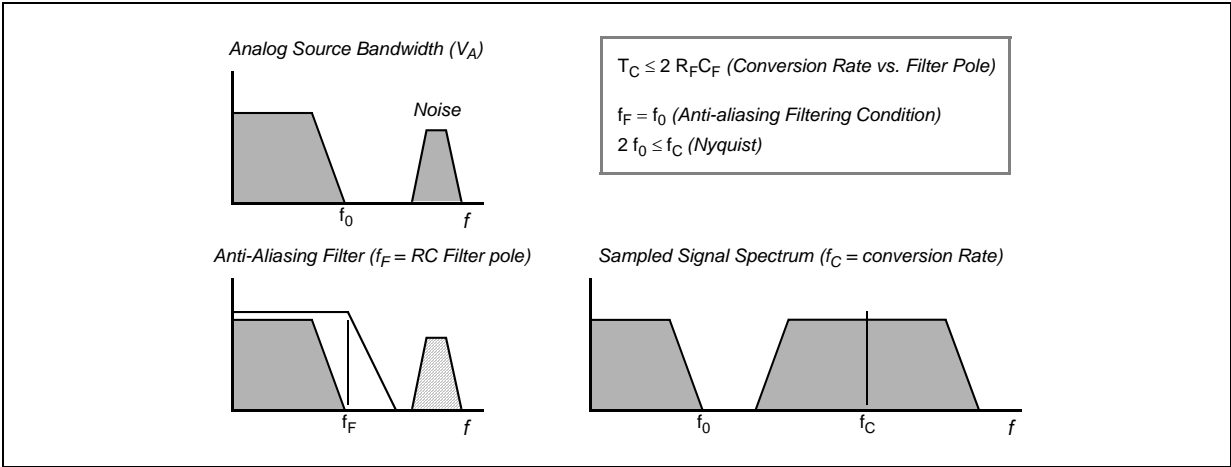 Analog Source Bandwidth (VA)
Noise
f0
f
TC ≤ 2 RFCF (Conversion Rate vs. Filter Pole)
fF = f0 (Anti-aliasing Filtering Condition)
2 f0 ≤ fC (Nyquist)
Anti-Aliasing Filter (fF = RC Filter pole)
fF
f
Sampled Signal Spectrum (fC = conversion Rate)
f0
fC
f